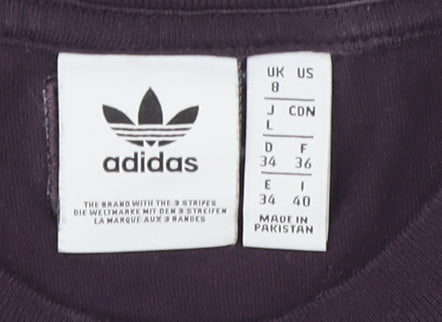 adidas
THE BRAND WITH THE 3 STRIPES
DIE WELTMARKE MIT DEN 3 STREIFEN
LA MARQUE AUX 3 BANDES
UK US
8
J CDN
L
D F
34 36
E I
34 40
MADE IN
PAKISTAN